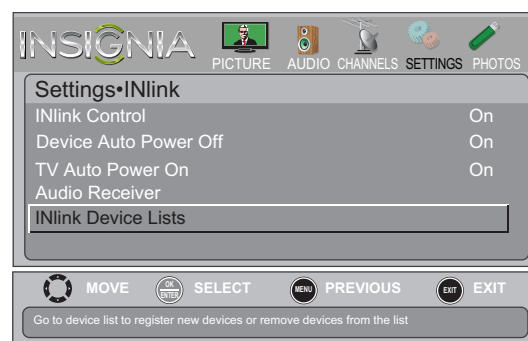 INSIGNIA
PICTURE AUDIO CHANNELS SETTINGS PHOTOS
Settings•INlink
INlink Control On
Device Auto Power Off On
TV Auto Power On On
Audio Receiver
INlink Device Lists
MOVE OK ENTER SELECT MENU PREVIOUS EXIT EXIT
Go to device list to register new devices or remove devices from the list